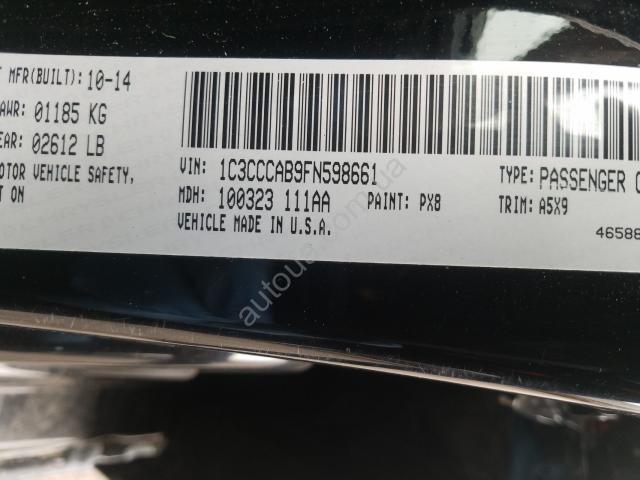 T MFR(BUILT): 10-14
AWR: 01185 KG
EAR: 02612 LB
OTOR VEHICLE SAFETY,
T ON
VIN: 1C3CCCAB9FN598661
TYPE: PASSENGER C
MDH: 100323 111AA PAINT: PX8
TRIM: A5X9
VEHICLE MADE IN U.S.A.
46588
autoua.com.ua